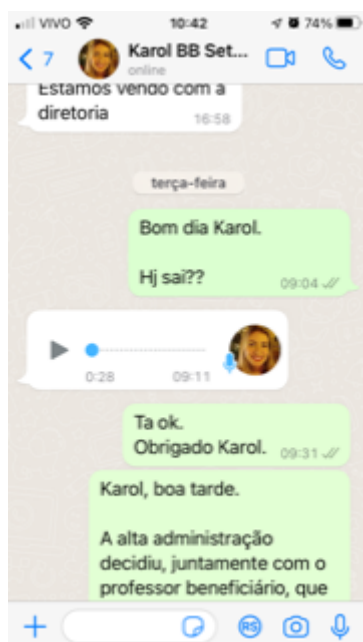 VIVO 10:42 74%
7 Karol BB Set...
online
Estamos vendo com a
diretoria 16:58
terça-feira
Bom dia Karol.
Hj sai?? 09:04
0:28 09:11
Ta ok.
Obrigado Karol. 09:31
Karol, boa tarde.
A alta administração
decidiu, juntamente com o
professor beneficiário, que
R$